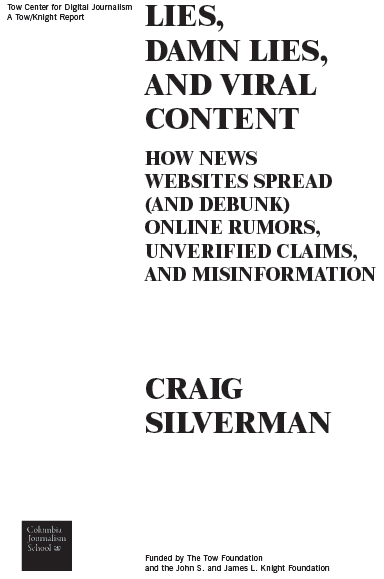 Tow Center for Digital Journalism
A Tow/Knight Report
LIES,
DAMN LIES,
AND VIRAL
CONTENT
HOW NEWS
WEBSITES SPREAD
(AND DEBUNK)
ONLINE RUMORS,
UNVERIFIED CLAIMS,
AND MISINFORMATION
CRAIG
SILVERMAN
Columbia
Journalism
School
Funded by The Tow Foundation
and the John S. and James L. Knight Foundation